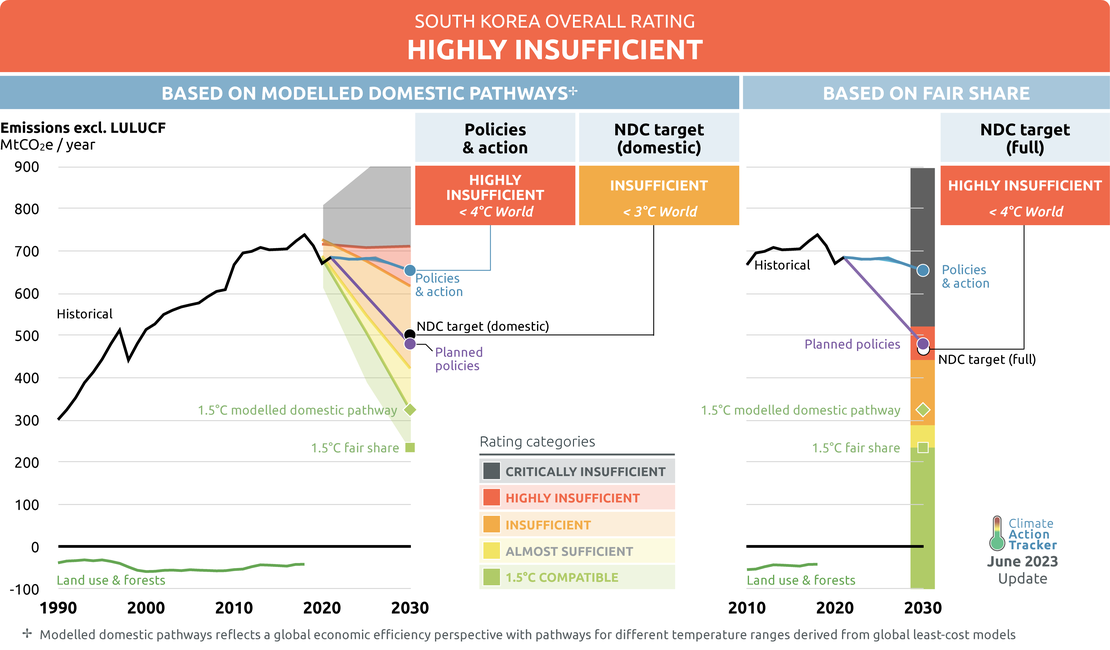 SOUTH KOREA OVERALL RATING
HIGHLY INSUFFICIENT
BASED ON MODELLED DOMESTIC PATHWAYS✢
BASED ON FAIR SHARE
Emissions excl. LULUCF
MtCO₂e / year
Policies
& action
NDC target
(domestic)
NDC target
(full)
HIGHLY
INSUFFICIENT
< 4°C World
INSUFFICIENT
< 3°C World
HIGHLY INSUFFICIENT
< 4°C World
900
800
700
600
500
400
300
200
100
0
-100
Historical
Policies
& action
NDC target (domestic)
Planned
policies
1.5°C modelled domestic pathway
1.5°C fair share
Land use & forests
1990
2000
2010
2020
2030
Rating categories
CRITICALLY INSUFFICIENT
HIGHLY INSUFFICIENT
INSUFFICIENT
ALMOST SUFFICIENT
1.5°C COMPATIBLE
Historical
Policies
& action
Planned policies
NDC target (full)
1.5°C modelled domestic pathway
1.5°C fair share
Land use & forests
2010
2020
2030
Climate
Action
Tracker
June 2023
Update
✢ Modelled domestic pathways reflects a global economic efficiency perspective with pathways for different temperature ranges derived from global least-cost models